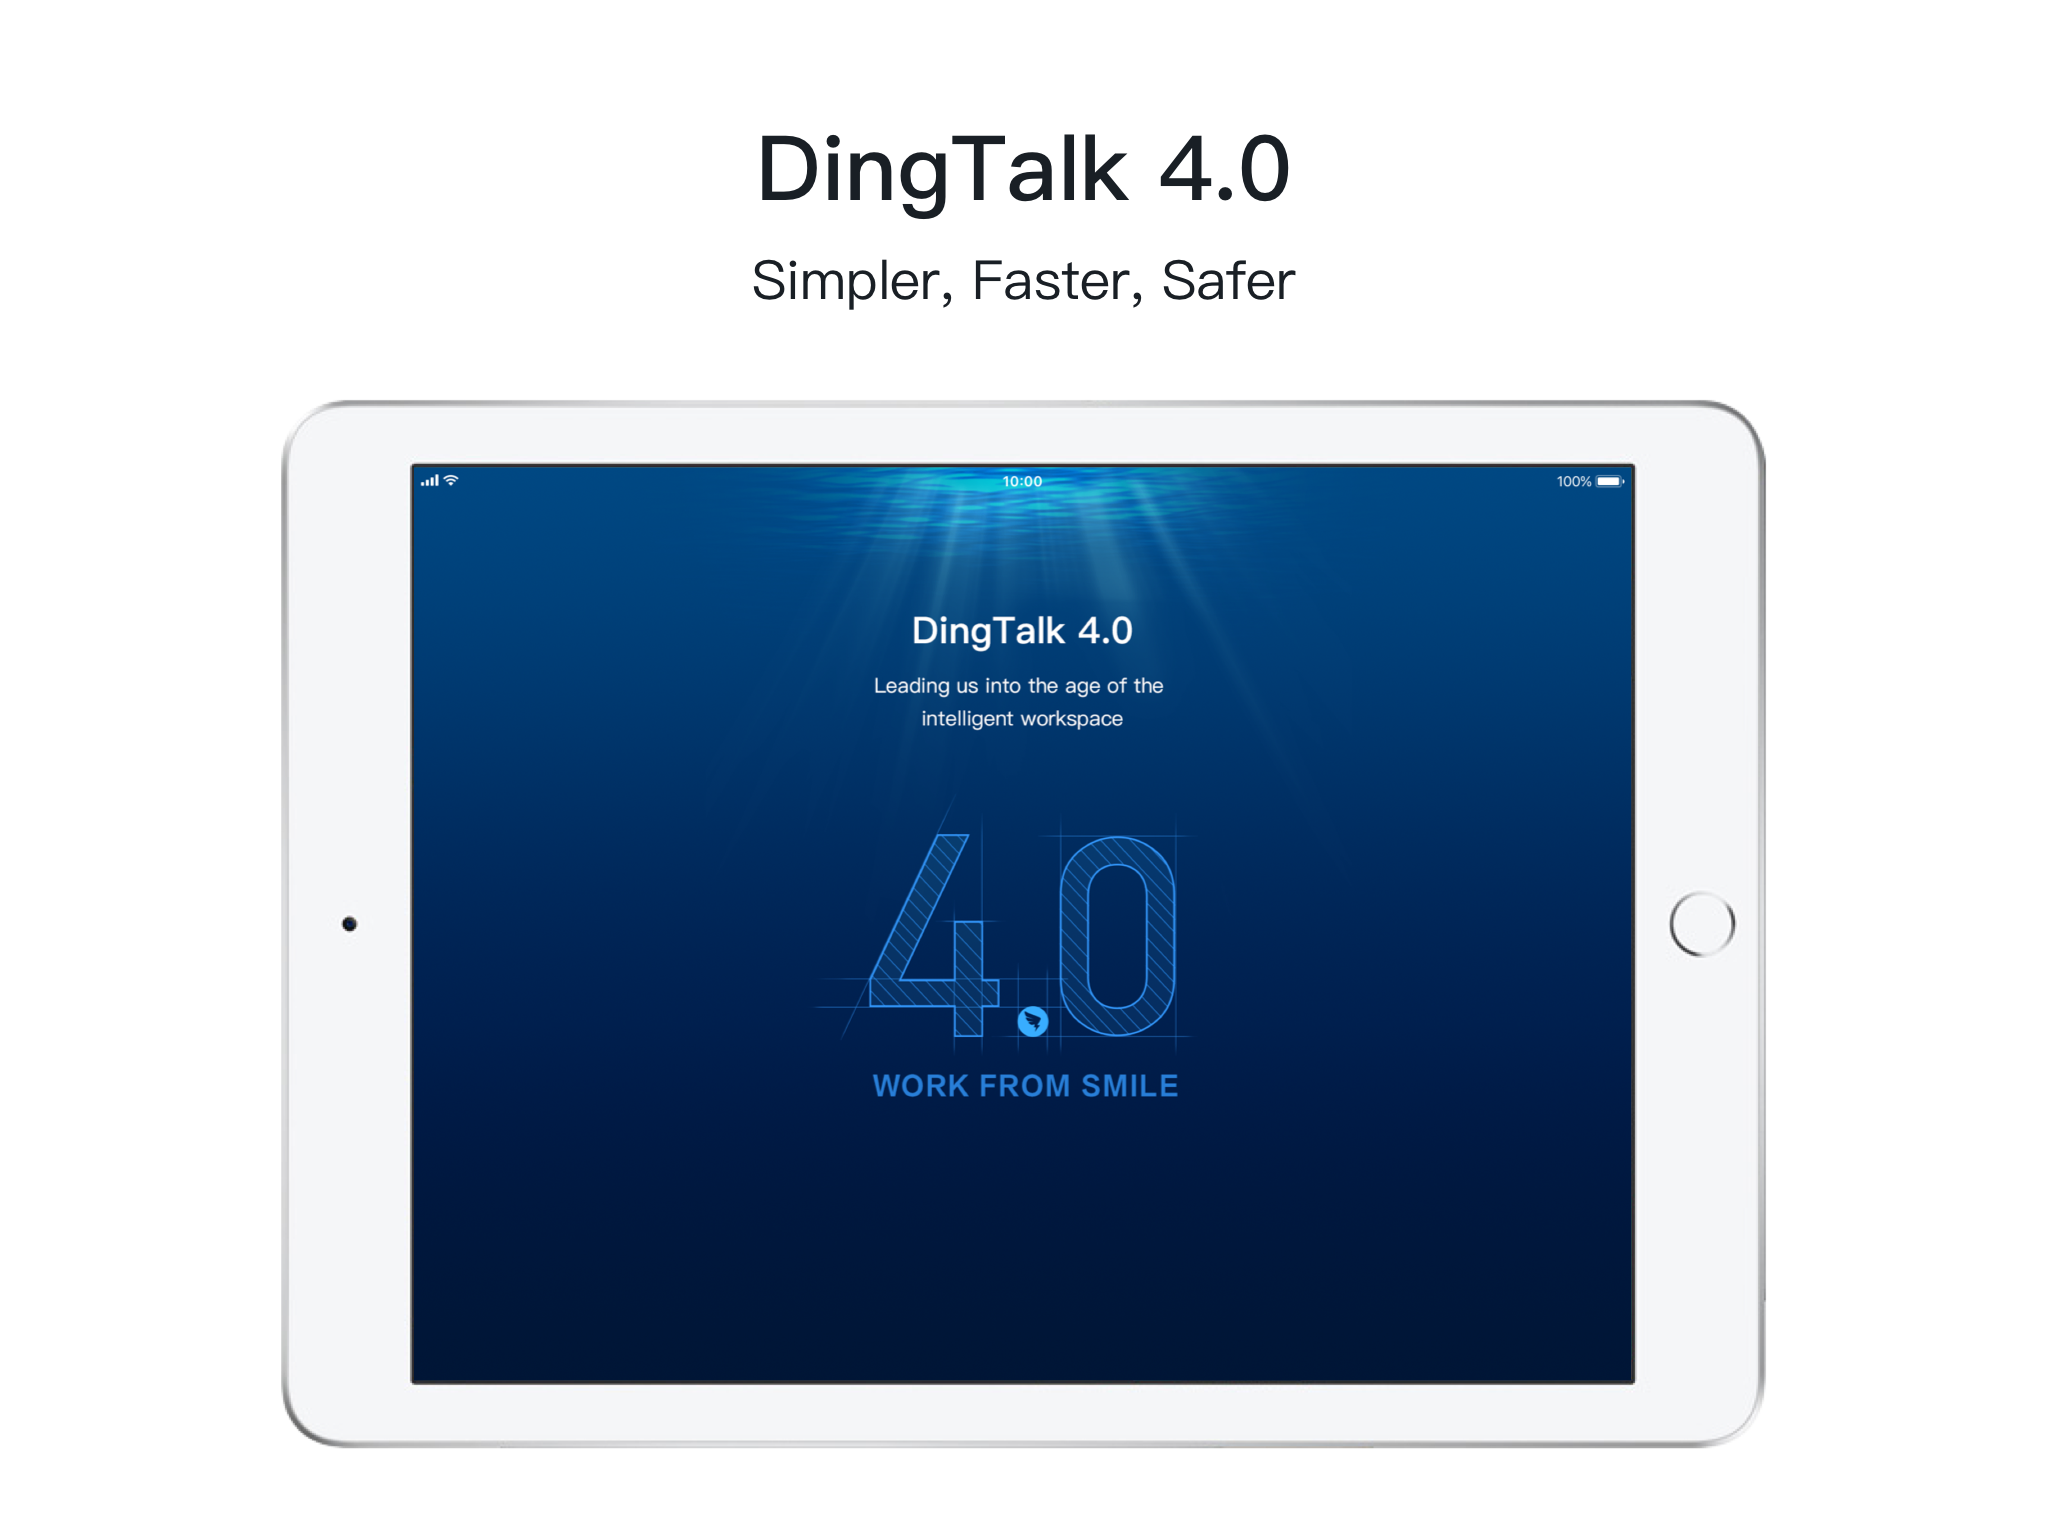 DingTalk 4.0
Simpler, Faster, Safer
10:00
100%
DingTalk 4.0
Leading us into the age of the
intelligent workspace
4.0
WORK FROM SMILE